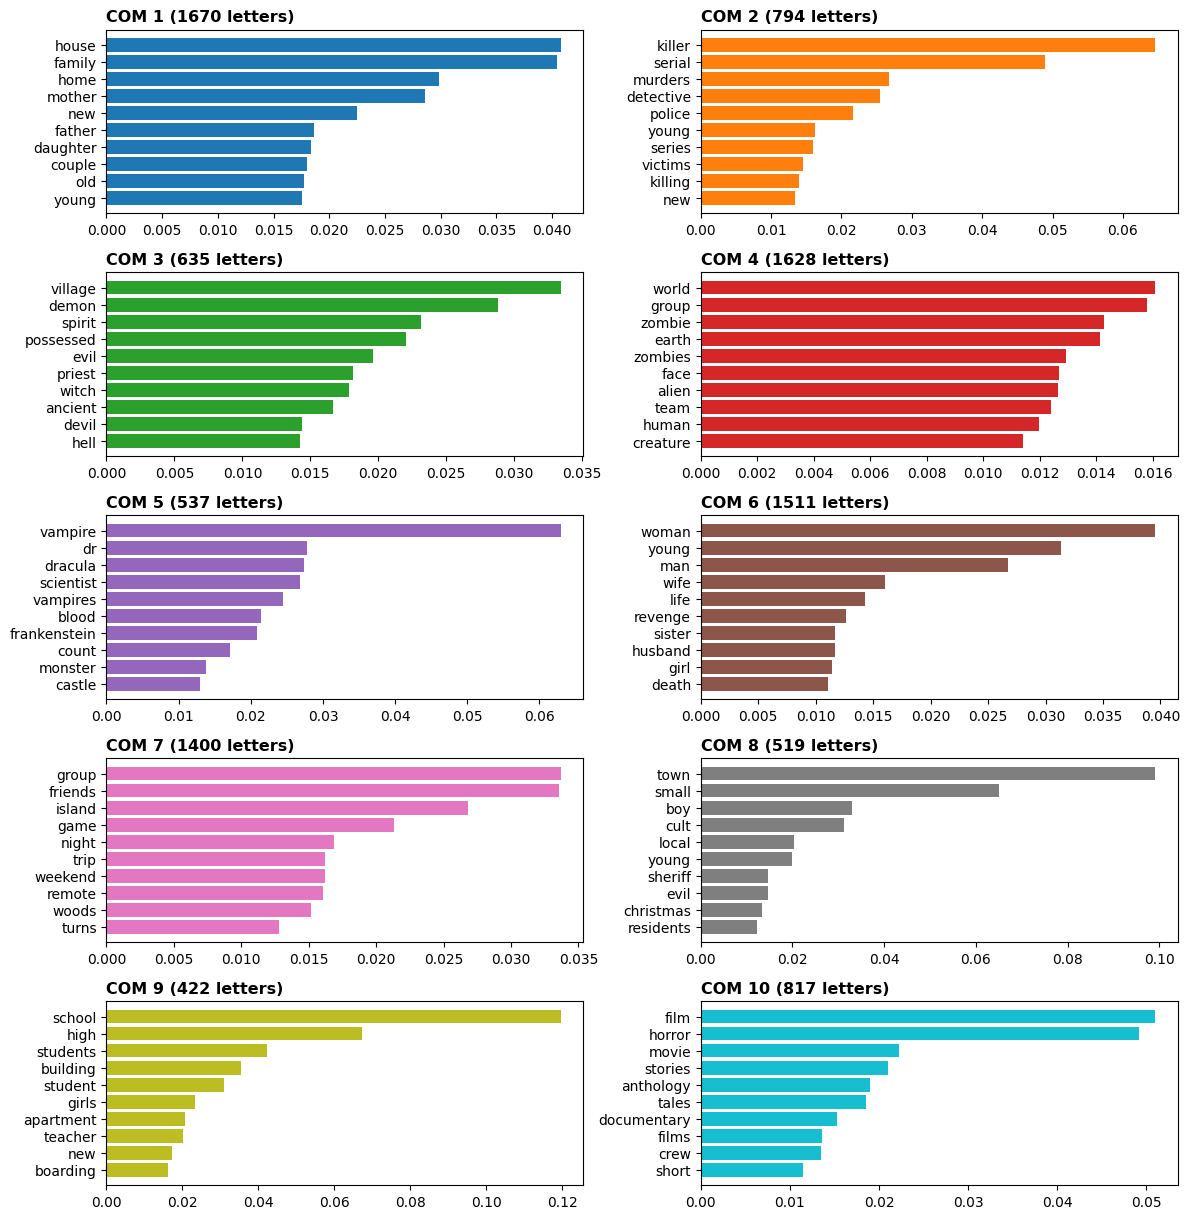 COM 1 (1670 letters)
house
family
home
mother
new
father
daughter
couple
old
young
0.000 0.005 0.010 0.015 0.020 0.025 0.030 0.035 0.040
COM 2 (794 letters)
killer
serial
murders
detective
police
young
series
victims
killing
new
0.00 0.01 0.02 0.03 0.04 0.05 0.06
COM 3 (635 letters)
village
demon
spirit
possessed
evil
priest
witch
ancient
devil
hell
0.000 0.005 0.010 0.015 0.020 0.025 0.030 0.035
COM 4 (1628 letters)
world
group
zombie
earth
zombies
face
alien
team
human
creature
0.000 0.002 0.004 0.006 0.008 0.010 0.012 0.014 0.016
COM 5 (537 letters)
vampire
dr
dracula
scientist
vampires
blood
frankenstein
count
monster
castle
0.00 0.01 0.02 0.03 0.04 0.05 0.06
COM 6 (1511 letters)
woman
young
man
wife
life
revenge
sister
husband
girl
death
0.000 0.005 0.010 0.015 0.020 0.025 0.030 0.035 0.040
COM 7 (1400 letters)
group
friends
island
game
night
trip
weekend
remote
woods
turns
0.000 0.005 0.010 0.015 0.020 0.025 0.030 0.035
COM 8 (519 letters)
town
small
boy
cult
local
young
sheriff
evil
christmas
residents
0.00 0.02 0.04 0.06 0.08 0.10
COM 9 (422 letters)
school
high
students
building
student
girls
apartment
teacher
new
boarding
0.00 0.02 0.04 0.06 0.08 0.10 0.12
COM 10 (817 letters)
film
horror
movie
stories
anthology
tales
documentary
films
crew
short
0.00 0.01 0.02 0.03 0.04 0.05